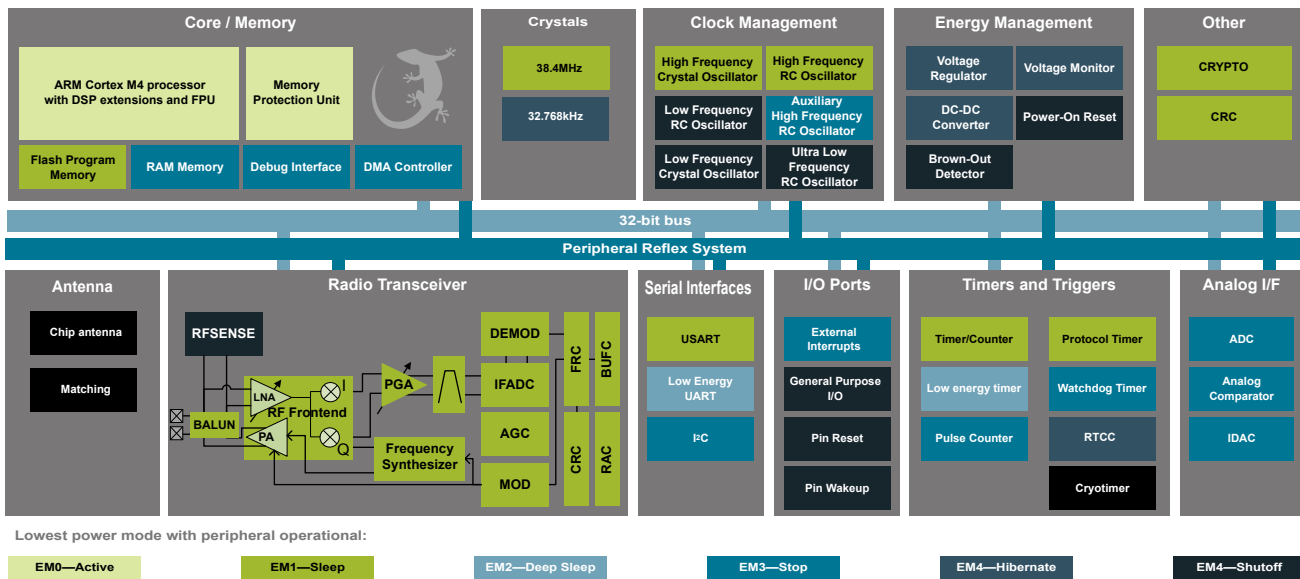 Core / Memory
ARM Cortex M4 processor
with DSP extensions and FPU
Memory
Protection Unit
Flash Program
Memory
RAM Memory
Debug Interface
DMA Controller
Crystals
38.4MHz
32.768kHz
Clock Management
High Frequency
Crystal Oscillator
High Frequency
RC Oscillator
Low Frequency
RC Oscillator
Auxiliary
High Frequency
RC Oscillator
Low Frequency
Crystal Oscillator
Ultra Low
Frequency
RC Oscillator
Energy Management
Voltage
Regulator
Voltage Monitor
DC-DC
Converter
Power-On Reset
Brown-Out
Detector
Other
CRYPTO
CRC
32-bit bus
Peripheral Reflex System
Antenna
Chip antenna
Matching
Radio Transceiver
RFSENSE
LNA
RF Frontend
I
PA
Q
BALUN
PGA
Frequency
Synthesizer
DEMOD
IFADC
AGC
MOD
FRC
BUFC
CRC
RAC
Serial Interfaces
USART
Low Energy
UART
I²C
I/O Ports
External
Interrupts
General Purpose
I/O
Pin Reset
Pin Wakeup
Timers and Triggers
Timer/Counter
Protocol Timer
Low energy timer
Watchdog Timer
Pulse Counter
RTCC
Cryotimer
Analog I/F
ADC
Analog
Comparator
IDAC
Lowest power mode with peripheral operational:
EM0—Active
EM1—Sleep
EM2—Deep Sleep
EM3—Stop
EM4—Hibernate
EM4—Shutoff